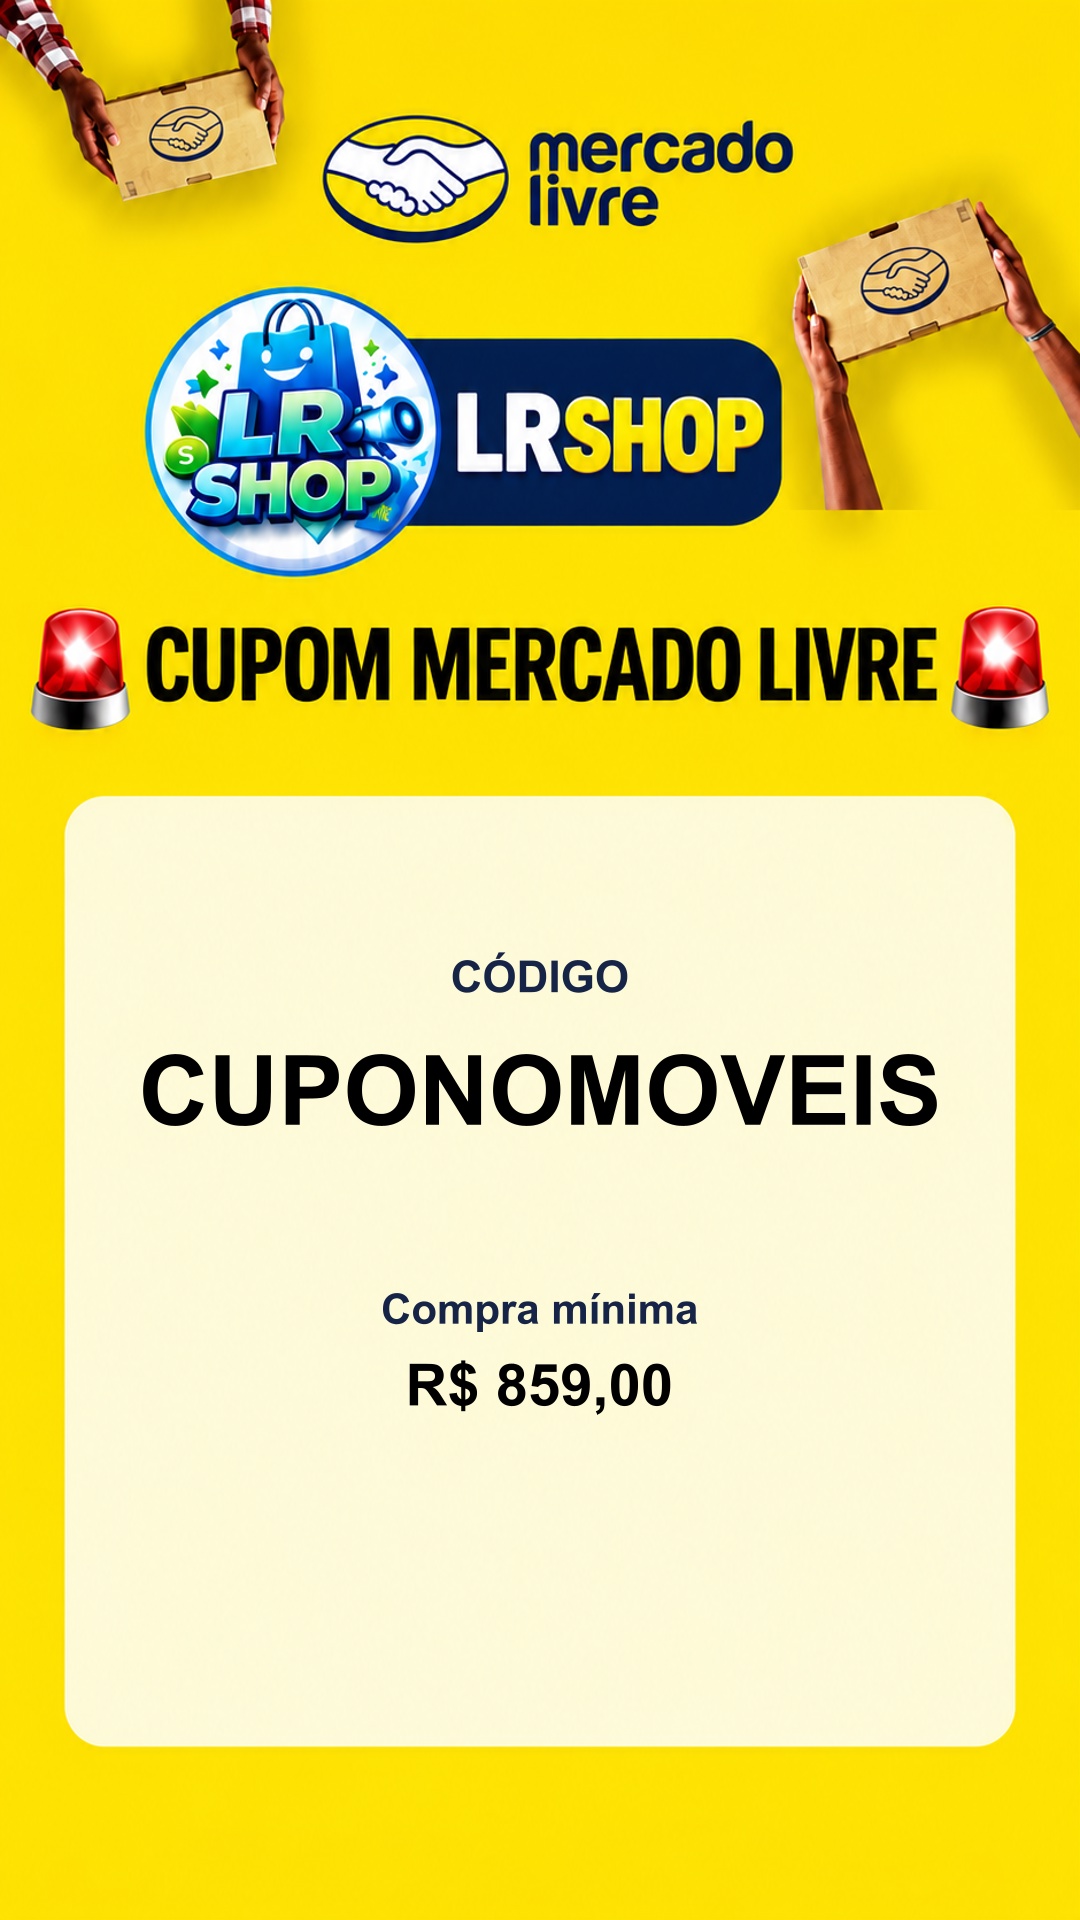 mercado
livre
LR
SHOP
S
LRSHOP
CUPOM MERCADO LIVRE
CÓDIGO
CUPONOMOVEIS
Compra mínima
R$ 859,00